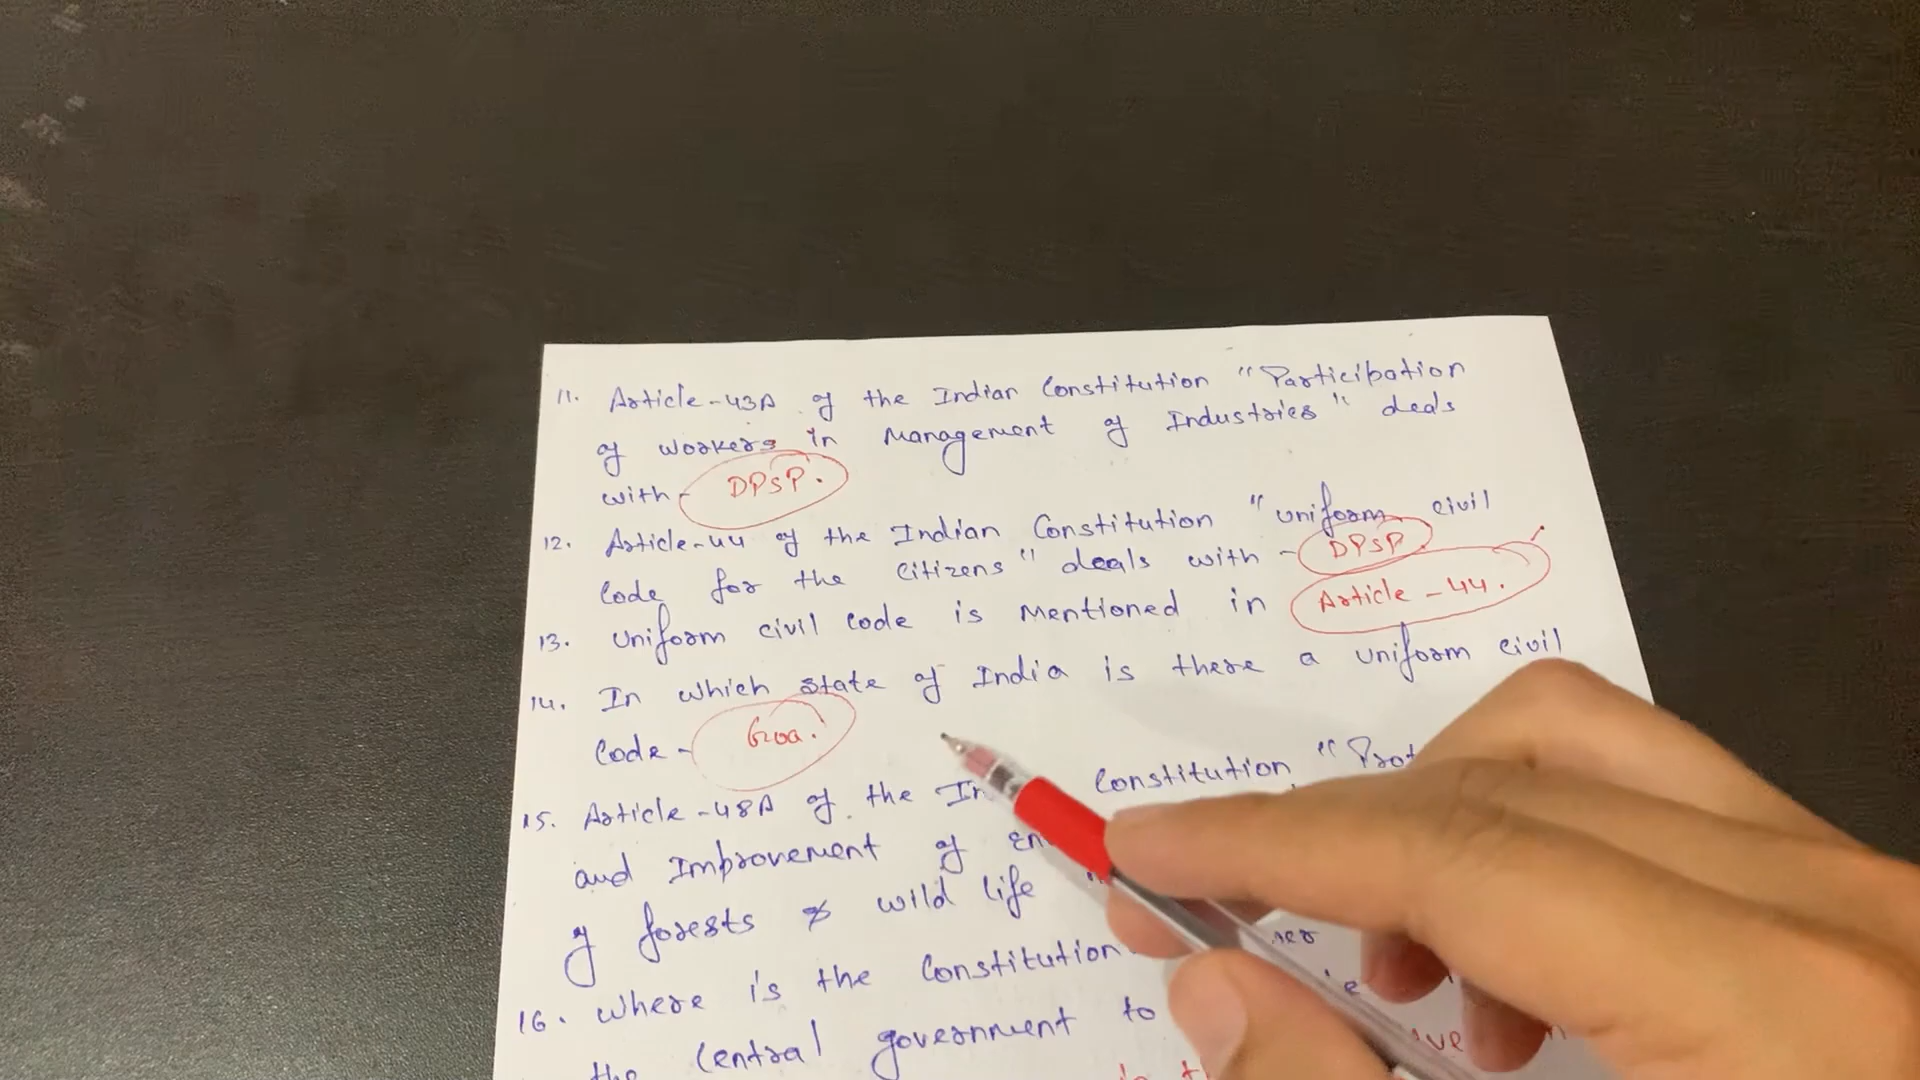 11. Article-43A of the Indian Constitution "Participation
of workers in Management of Industries" deals
with- DPSP.
12. Article-44 of the Indian Constitution "uniform civil
Code for the citizens" deals with - DPSP
13. Uniform civil code is Mentioned in Article-44.
14. In which state of India is there a uniform civil
Code - Goa.
15. Article-48A of the Constitution
and Improvement of
of forests & wild life "
16. where is the Constitution
the Central government to